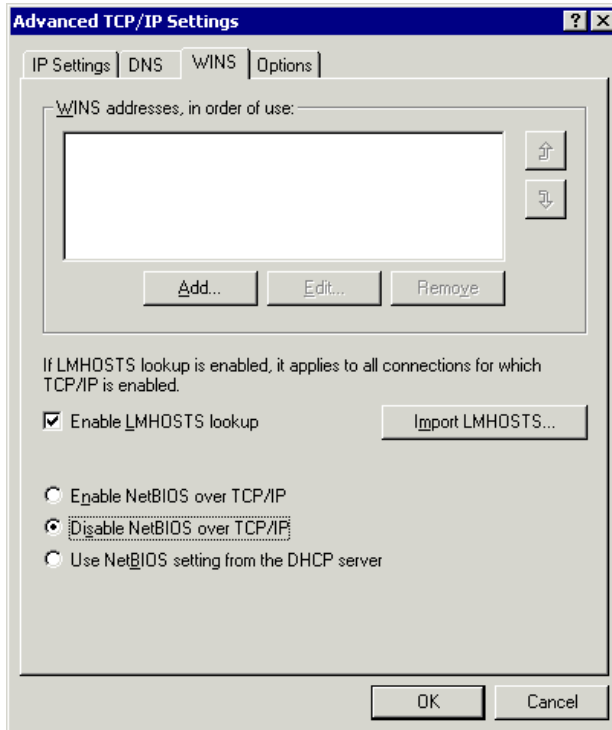 Advanced TCP/IP Settings
IP Settings DNS WINS Options
WINS addresses, in order of use:
Add... Edit... Remove
If LMHOSTS lookup is enabled, it applies to all connections for which
TCP/IP is enabled.
Enable LMHOSTS lookup Import LMHOSTS...
Enable NetBIOS over TCP/IP
Disable NetBIOS over TCP/IP
Use NetBIOS setting from the DHCP server
OK Cancel